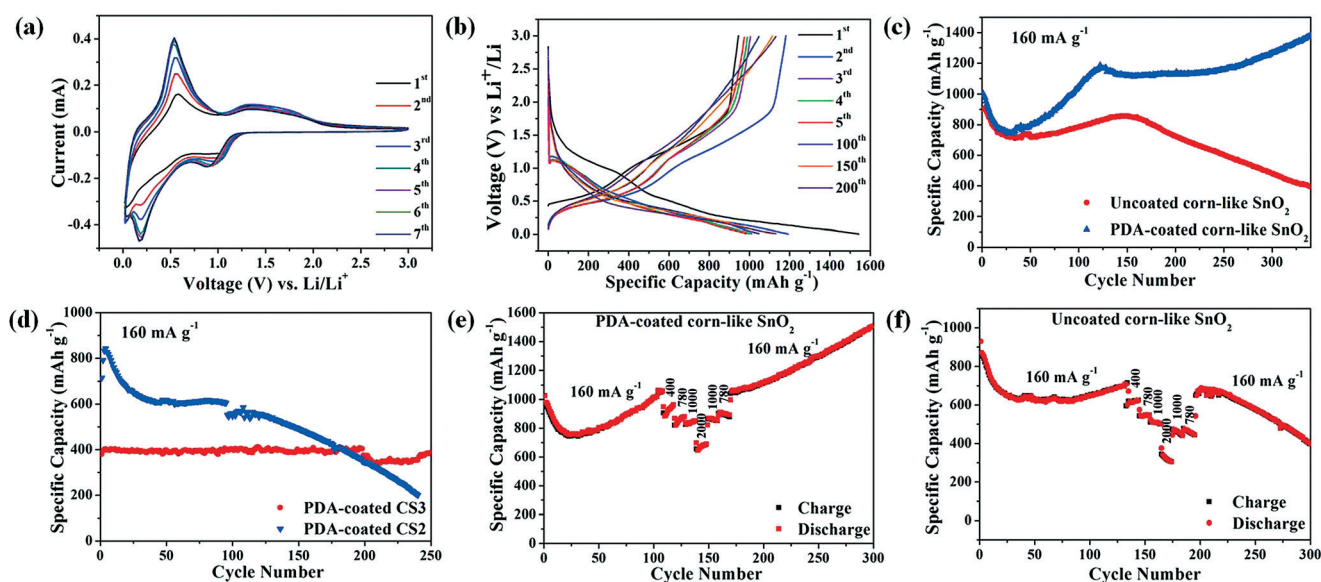 (a)
Current (mA)
0.4
0.2
0.0
-0.2
-0.4
1st
2nd
3rd
4th
5th
6th
7th
0.0 0.5 1.0 1.5 2.0 2.5 3.0
Voltage (V) vs. Li/Li+
(b)
Voltage (V) vs Li+/Li
3.0
2.5
2.0
1.5
1.0
0.5
0.0
1st
2nd
3rd
4th
5th
100th
150th
200th
0 200 400 600 800 1000 1200 1400 1600
Specific Capacity (mAh g-1)
(c)
Specific Capacity (mAh g-1)
1400
1200
1000
800
600
400
200
0
160 mA g-1
Uncoated corn-like SnO2
PDA-coated corn-like SnO2
0 50 100 150 200 250 300
Cycle Number
(d)
Specific Capacity (mAh g-1)
1000
800
600
400
200
0
160 mA g-1
PDA-coated CS3
PDA-coated CS2
0 50 100 150 200 250
Cycle Number
(e)
Specific Capacity (mAh g-1)
1600
1400
1200
1000
800
600
400
200
0
PDA-coated corn-like SnO2
160 mA g-1
160 mA g-1
400
780
1000
2000
1000
780
Charge
Discharge
0 50 100 150 200 250 300
Cycle Number
(f)
Specific Capacity (mAh g-1)
1000
900
800
700
600
500
400
300
0
Uncoated corn-like SnO2
160 mA g-1
160 mA g-1
400
780
1000
2000
1000
780
Charge
Discharge
0 50 100 150 200 250 300
Cycle Number